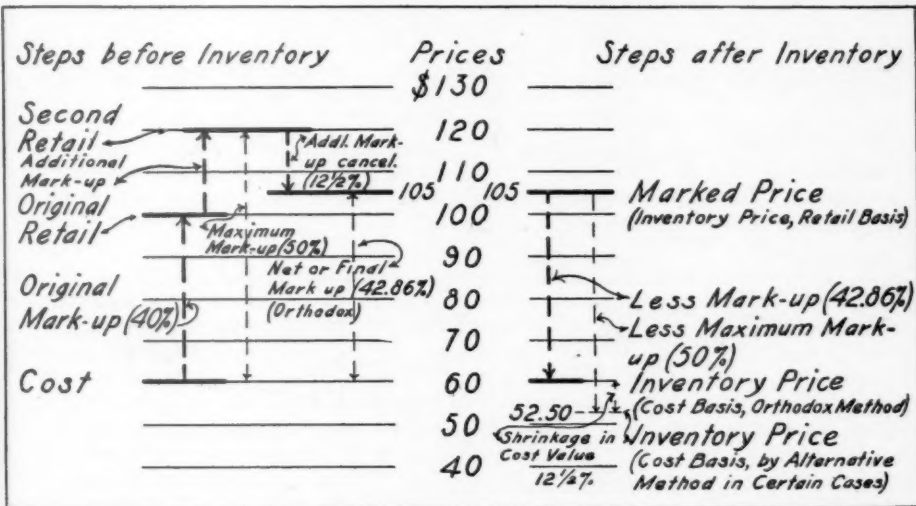 Steps before Inventory
Prices
Steps after Inventory
$130
Second
Retail
120
Additional
Mark-up
Addl. Mark-
up cancel.
(12½%)
110
105
105
Marked Price
(Inventory Price, Retail Basis)
Original
Retail
100
Maximum
Mark-up (50%)
90
Net or Final
Mark up (42.86%)
(Orthodox)
Original
Mark-up (40%)
80
Less Mark-up (42.86%)
70
Less Maximum Mark-
up (50%)
Cost
60
Inventory Price
(Cost Basis, Orthodox Method)
52.50
50
Shrinkage in
Cost Value
12½%
Inventory Price
(Cost Basis, by Alternative
Method in Certain Cases)
40